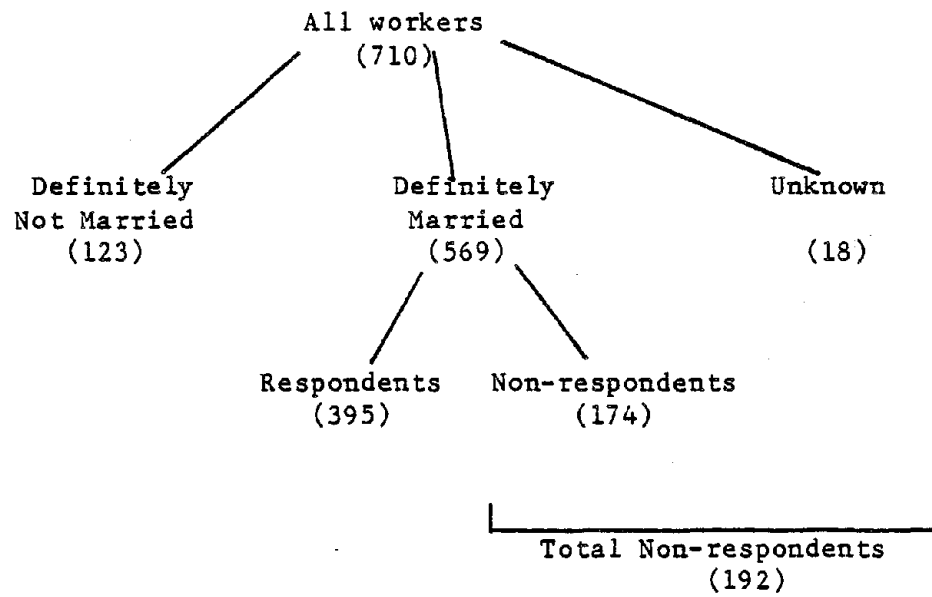 All workers
(710)
Definitely Definitely Unknown
Not Married Married
(123) (569) (18)
Respondents Non-respondents
(395) (174)
Total Non-respondents
(192)